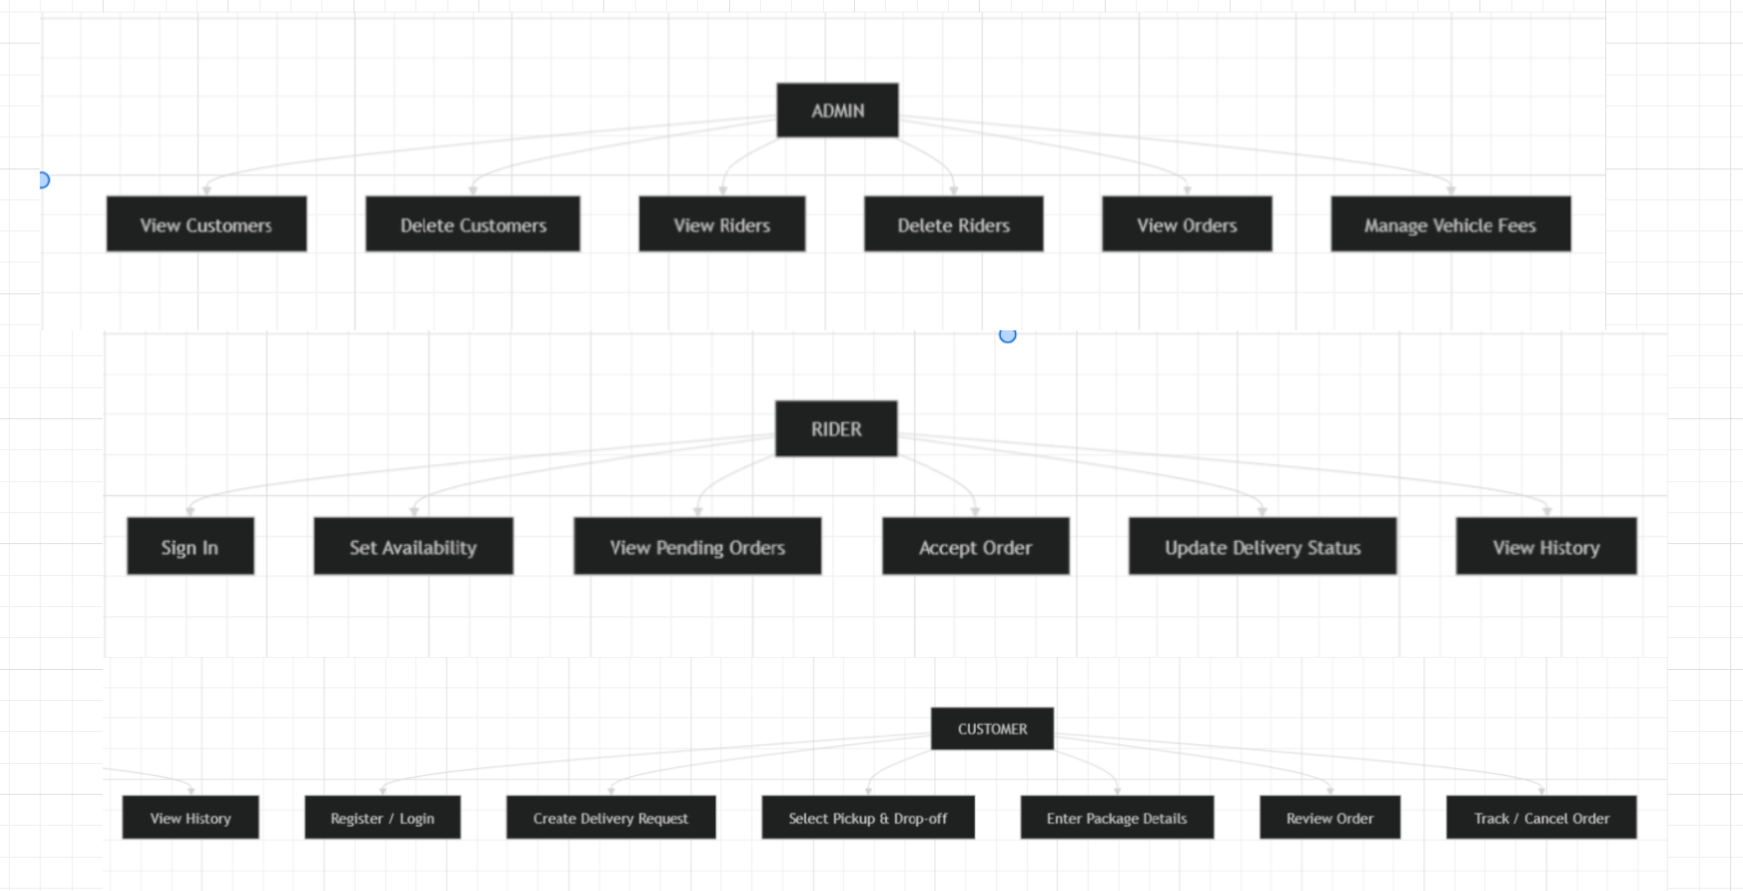 ADMIN
View Customers
Delete Customers
View Riders
Delete Riders
View Orders
Manage Vehicle Fees
RIDER
Sign In
Set Availability
View Pending Orders
Accept Order
Update Delivery Status
View History
CUSTOMER
View History
Register / Login
Create Delivery Request
Select Pickup & Drop-off
Enter Package Details
Review Order
Track / Cancel Order